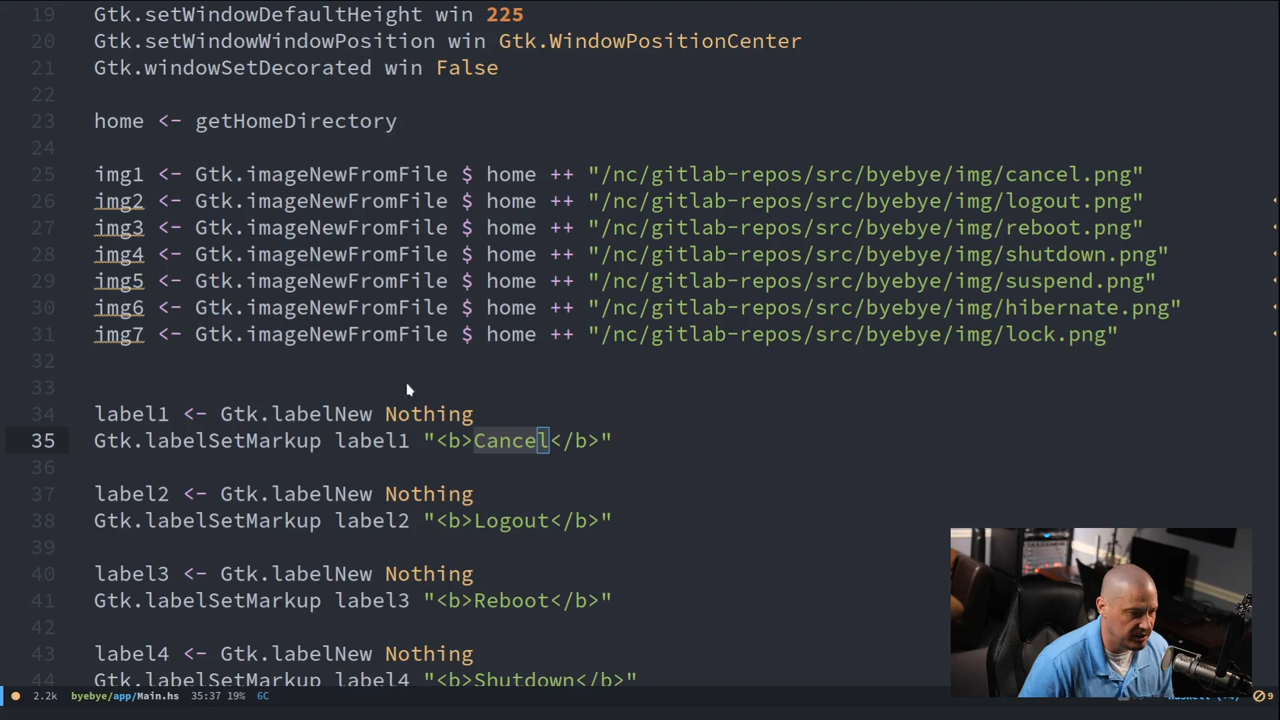 19 Gtk.setWindowDefaultHeight win 225
20 Gtk.setWindowWindowPosition win Gtk.WindowPositionCenter
21 Gtk.windowSetDecorated win False
22
23 home <- getHomeDirectory
24
25 img1 <- Gtk.imageNewFromFile $ home ++ "/nc/gitlab-repos/src/byebye/img/cancel.png"
26 img2 <- Gtk.imageNewFromFile $ home ++ "/nc/gitlab-repos/src/byebye/img/logout.png"
27 img3 <- Gtk.imageNewFromFile $ home ++ "/nc/gitlab-repos/src/byebye/img/reboot.png"
28 img4 <- Gtk.imageNewFromFile $ home ++ "/nc/gitlab-repos/src/byebye/img/shutdown.png"
29 img5 <- Gtk.imageNewFromFile $ home ++ "/nc/gitlab-repos/src/byebye/img/suspend.png"
30 img6 <- Gtk.imageNewFromFile $ home ++ "/nc/gitlab-repos/src/byebye/img/hibernate.png"
31 img7 <- Gtk.imageNewFromFile $ home ++ "/nc/gitlab-repos/src/byebye/img/lock.png"
32
33
34 label1 <- Gtk.labelNew Nothing
35 Gtk.labelSetMarkup label1 "<b>Cancel</b>"
36
37 label2 <- Gtk.labelNew Nothing
38 Gtk.labelSetMarkup label2 "<b>Logout</b>"
39
40 label3 <- Gtk.labelNew Nothing
41 Gtk.labelSetMarkup label3 "<b>Reboot</b>"
42
43 label4 <- Gtk.labelNew Nothing
44 Gtk.labelSetMarkup label4 "<b>Shutdown</b>"
2.2k byebye/app/Main.hs 35:37 19% 6C 9